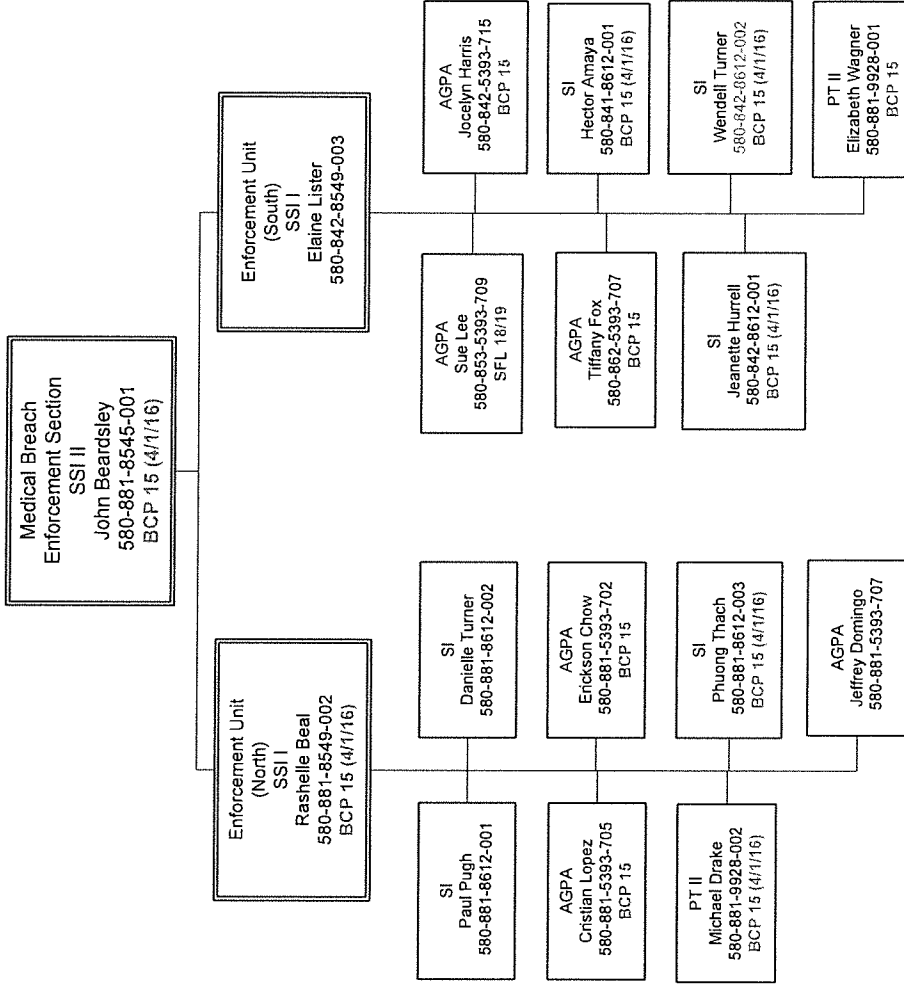 Medical Breach
Enforcement Section
SSI II
John Beardsley
580-881-8545-001
BCP 15 (4/1/16)
Enforcement Unit
(North)
SSI I
Rashelle Beal
580-881-8549-002
BCP 15 (4/1/16)
SI
Paul Pugh
580-881-8612-001
SI
Danielle Turner
580-881-8612-002
AGPA
Cristian Lopez
580-881-5393-705
BCP 15
AGPA
Erickson Chow
580-881-5393-702
BCP 15
PT II
Michael Drake
580-881-9928-002
BCP 15 (4/1/16)
SI
Phuong Thach
580-881-8612-003
BCP 15 (4/1/16)
AGPA
Jeffrey Domingo
580-881-5393-707
Enforcement Unit
(South)
SSI I
Elaine Lister
580-842-8549-003
AGPA
Sue Lee
580-853-5393-709
SFL 18/19
AGPA
Jocelyn Harris
580-842-5393-715
BCP 15
AGPA
Tiffany Fox
580-862-5393-707
BCP 15
SI
Hector Amaya
580-841-8612-001
BCP 15 (4/1/16)
SI
Jeanette Hurrell
580-842-8612-001
BCP 15 (4/1/16)
SI
Wendell Turner
580-842-8612-002
BCP 15 (4/1/16)
PT II
Elizabeth Wagner
580-881-9928-001
BCP 15